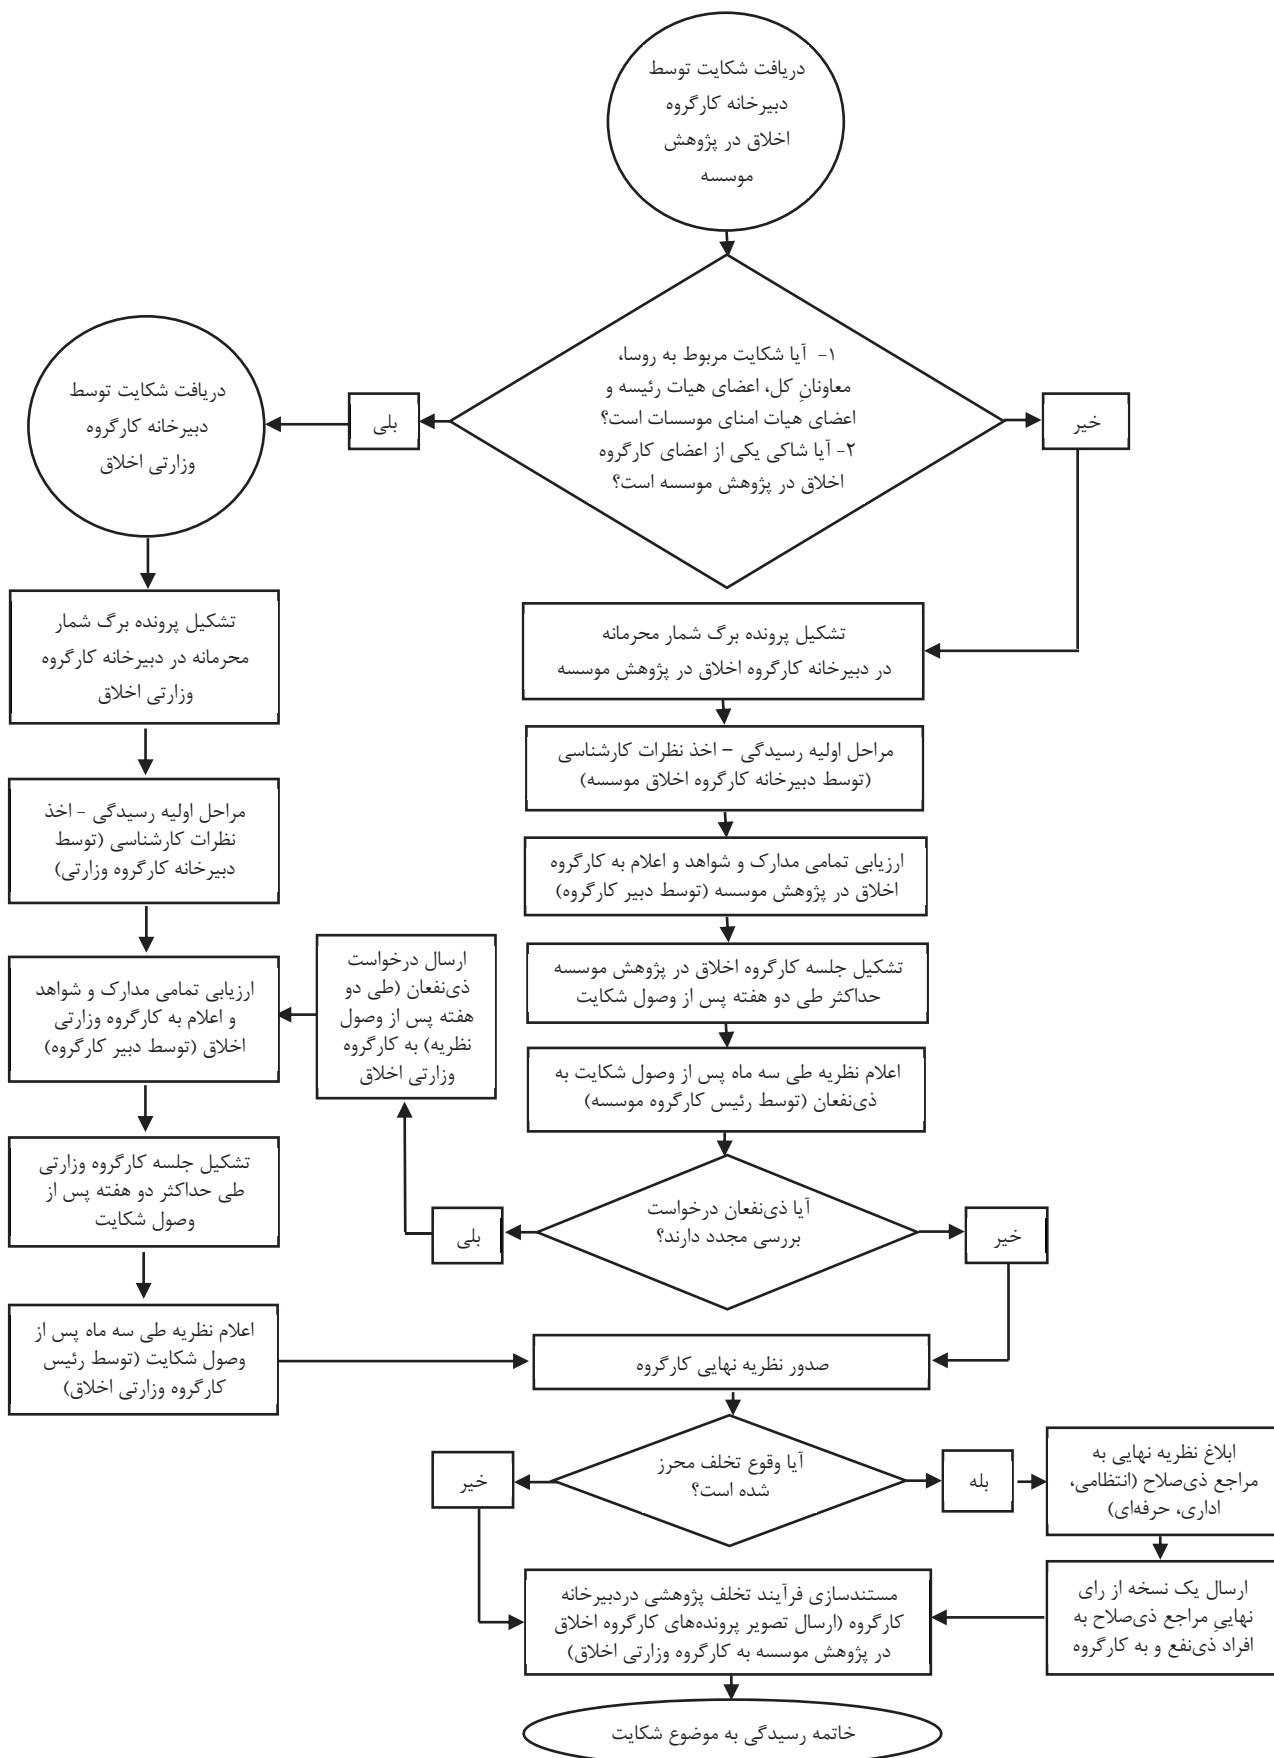 دریافت شکایت توسط
دبیرخانه کارگروه
اخلاق در پژوهش
موسسه
۱- آیا شکایت مربوط به روسا،
معاونانِ کل، اعضای هیات رئیسه و
اعضای هیات امنای موسسات است؟
۲- آیا شاکی یکی از اعضای کارگروه
اخلاق در پژوهش موسسه است؟
خیر
بلی
دریافت شکایت توسط
دبیرخانه کارگروه
وزارتی اخلاق
تشکیل پرونده برگ شمار
محرمانه در دبیرخانه کارگروه
وزارتی اخلاق
مراحل اولیه رسیدگی - اخذ
نظرات کارشناسی (توسط
دبیرخانه کارگروه وزارتی)
ارزیابی تمامی مدارک و شواهد
و اعلام به کارگروه وزارتی
اخلاق (توسط دبیر کارگروه)
تشکیل جلسه کارگروه وزارتی
طی حداکثر دو هفته پس از
وصول شکایت
اعلام نظریه طی سه ماه پس از
وصول شکایت (توسط رئیس
کارگروه وزارتی اخلاق)
تشکیل پرونده برگ شمار محرمانه
در دبیرخانه کارگروه اخلاق در پژوهش موسسه
مراحل اولیه رسیدگی – اخذ نظرات کارشناسی
(توسط دبیرخانه کارگروه اخلاق موسسه)
ارزیابی تمامی مدارک و شواهد و اعلام به کارگروه
اخلاق در پژوهش موسسه (توسط دبیر کارگروه)
تشکیل جلسه کارگروه اخلاق در پژوهش موسسه
حداکثر طی دو هفته پس از وصول شکایت
اعلام نظریه طی سه ماه پس از وصول شکایت به
ذی‌نفعان (توسط رئیس کارگروه موسسه)
آیا ذی‌نفعان درخواست
بررسی مجدد دارند؟
خیر
بلی
ارسال درخواست
ذی‌نفعان (طی دو
هفته پس از وصول
نظریه) به کارگروه
وزارتی اخلاق
صدور نظریه نهایی کارگروه
آیا وقوع تخلف محرز
شده است؟
بله
خیر
ابلاغ نظریه نهایی به
مراجع ذی‌صلاح (انتظامی،
اداری، حرفه‌ای)
ارسال یک نسخه از رای
نهاییِ مراجع ذی‌صلاح به
افراد ذی‌نفع و به کارگروه
مستندسازی فرآیند تخلف پژوهشی دردبیرخانه
کارگروه (ارسال تصویر پرونده‌های کارگروه اخلاق
در پژوهش موسسه به کارگروه وزارتی اخلاق)
خاتمه رسیدگی به موضوع شکایت